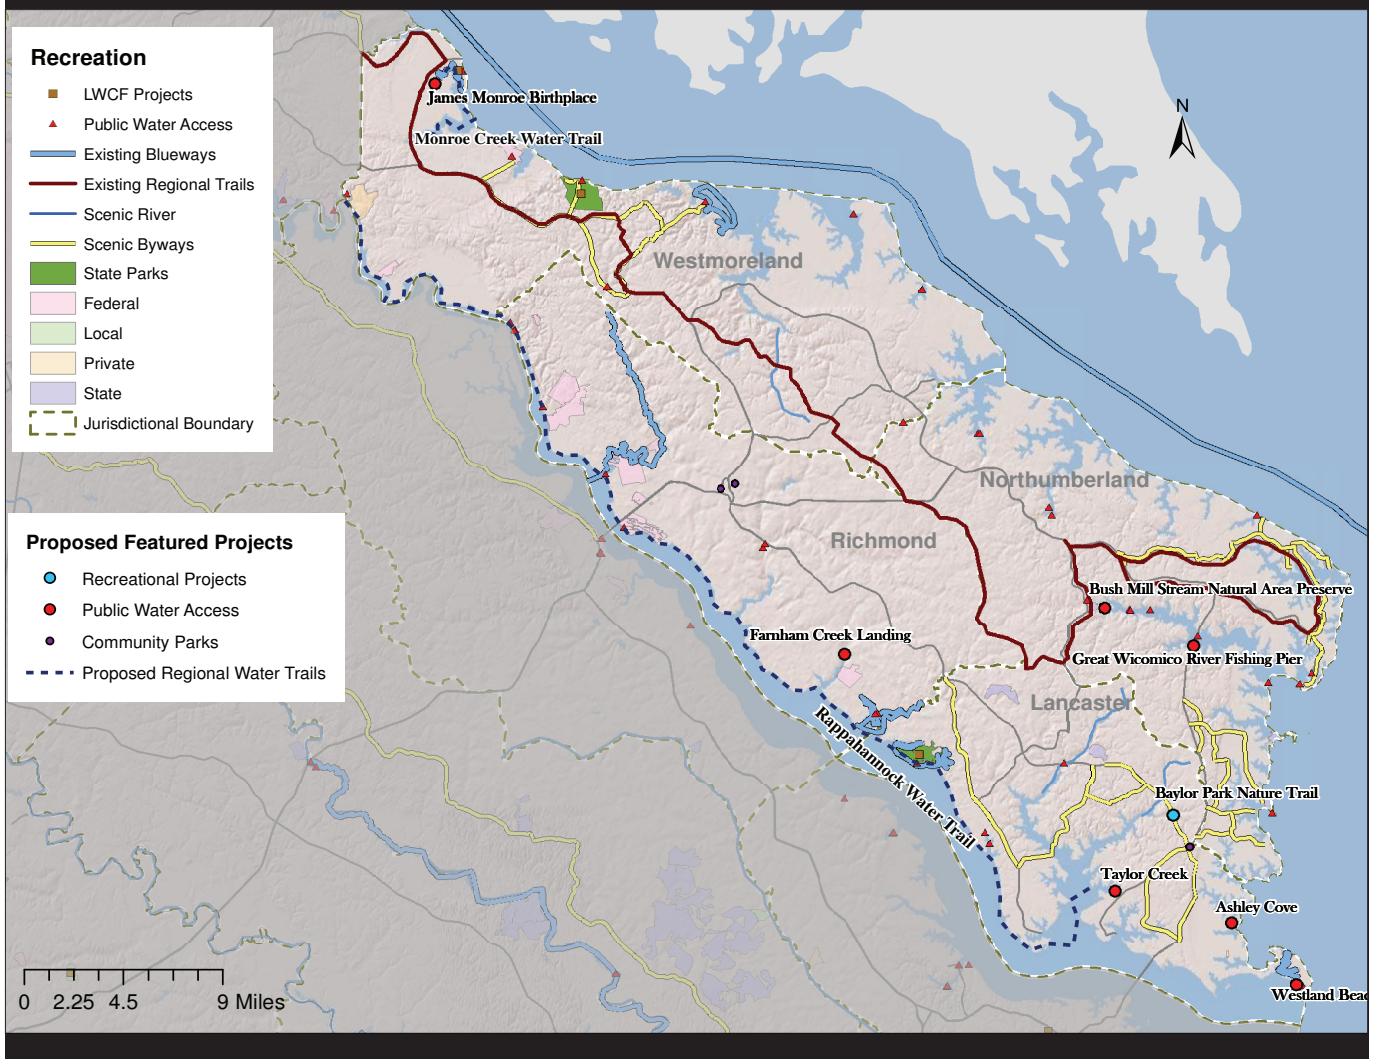 Recreation
LWCF Projects
Public Water Access
Existing Blueways
Existing Regional Trails
Scenic River
Scenic Byways
State Parks
Federal
Local
Private
State
Jurisdictional Boundary
Proposed Featured Projects
Recreational Projects
Public Water Access
Community Parks
Proposed Regional Water Trails
N
James Monroe Birthplace
Monroe Creek Water Trail
Westmoreland
Northumberland
Richmond
Bush Mill Stream Natural Area Preserve
Farnham Creek Landing
Great Wicomico River Fishing Pier
Lancaster
Rappahannock Water Trail
Baylor Park Nature Trail
Taylor Creek
Ashley Cove
Westland Beac
0 2.25 4.5 9 Miles